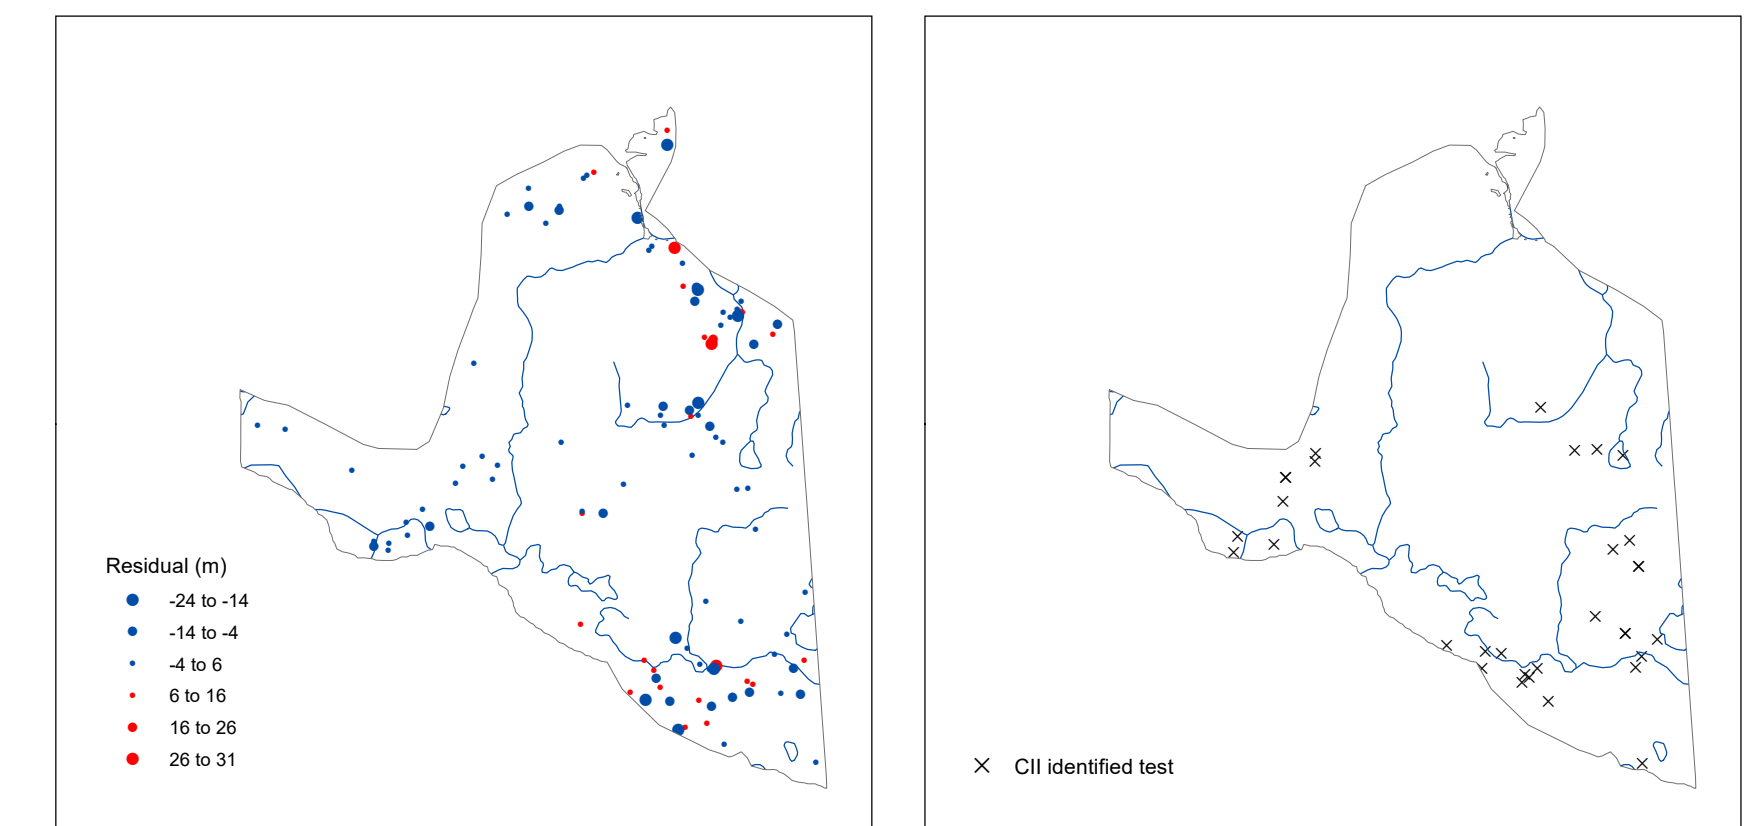 Residual (m)
-24 to -14
-14 to -4
-4 to 6
6 to 16
16 to 26
26 to 31
CII identified test